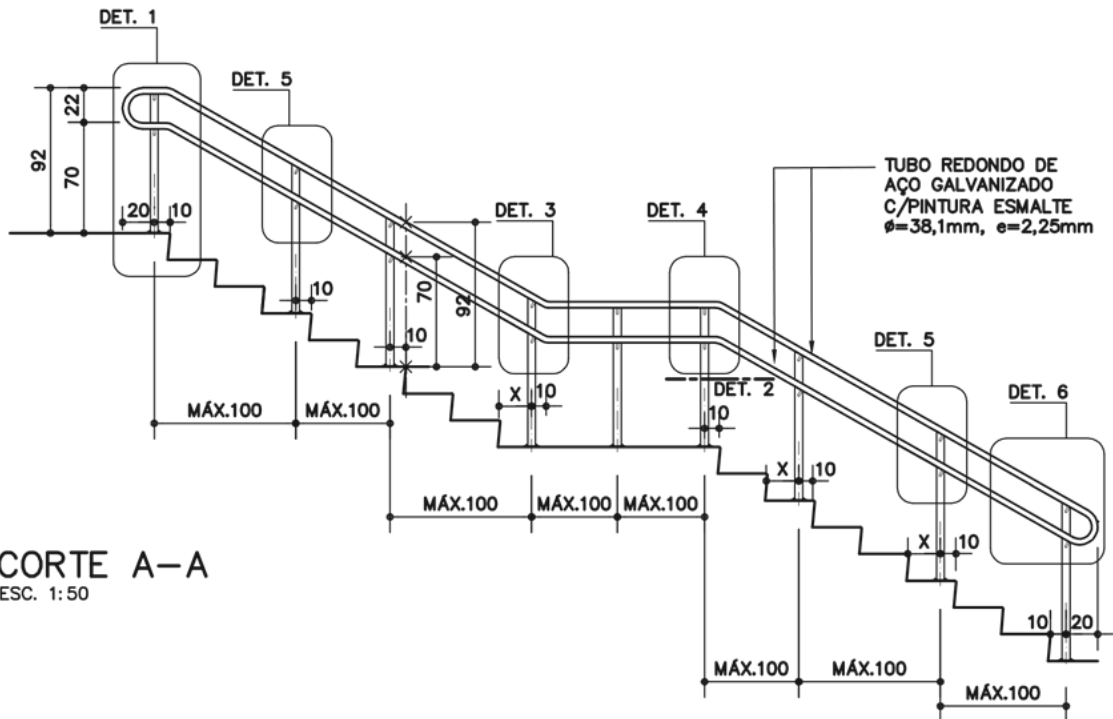 DET. 1
DET. 5
22
92
70
20
10
TUBO REDONDO DE
AÇO GALVANIZADO
C/PINTURA ESMALTE
ø=38,1mm, e=2,25mm
DET. 3
DET. 4
10
70
92
10
DET. 5
X
10
DET. 2
10
DET. 6
MÁX.100
MÁX.100
X
10
MÁX.100
MÁX.100
MÁX.100
X
10
CORTE A-A
ESC. 1:50
10
20
MÁX.100
MÁX.100
MÁX.100